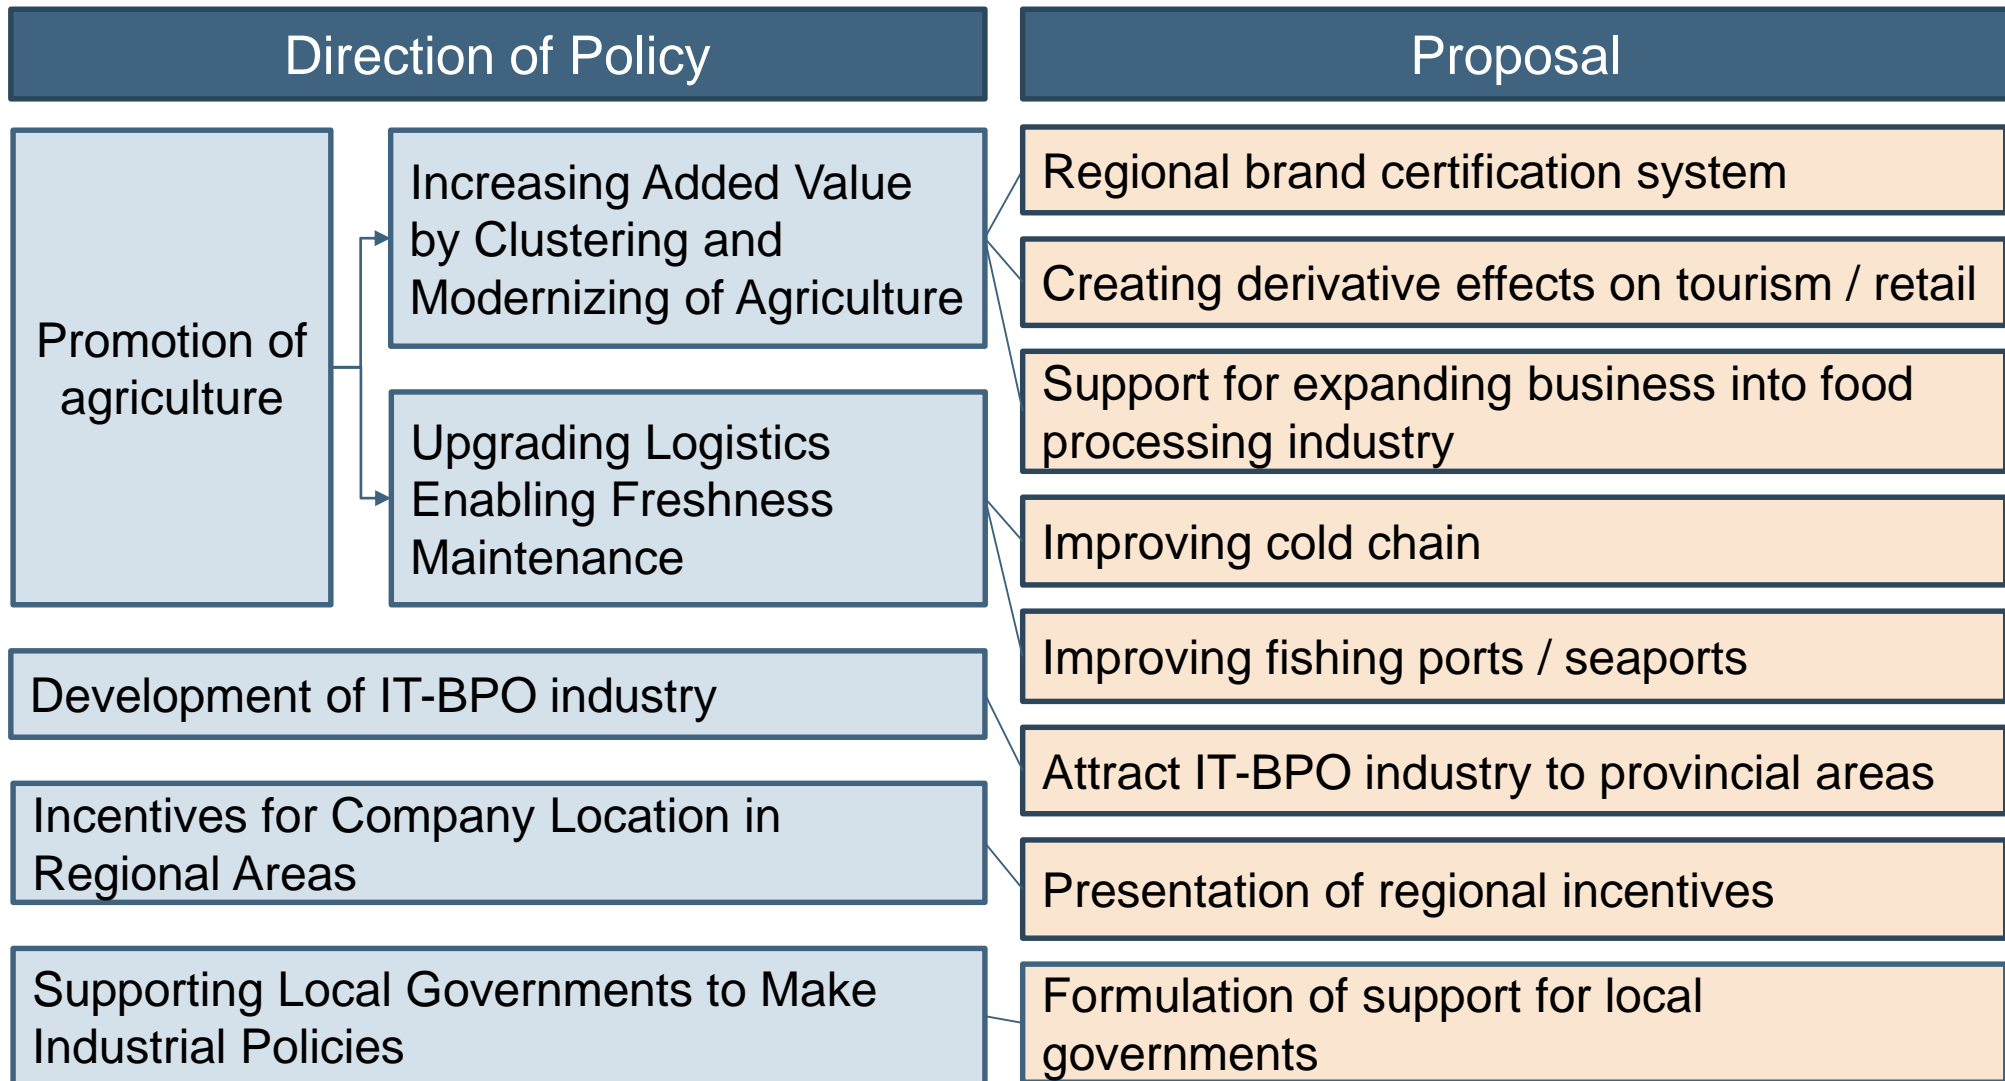 Direction of Policy
Proposal
Promotion of
agriculture
Increasing Added Value
by Clustering and
Modernizing of Agriculture
Upgrading Logistics
Enabling Freshness
Maintenance
Development of IT-BPO industry
Incentives for Company Location in
Regional Areas
Supporting Local Governments to Make
Industrial Policies
Regional brand certification system
Creating derivative effects on tourism / retail
Support for expanding business into food
processing industry
Improving cold chain
Improving fishing ports / seaports
Attract IT-BPO industry to provincial areas
Presentation of regional incentives
Formulation of support for local
governments